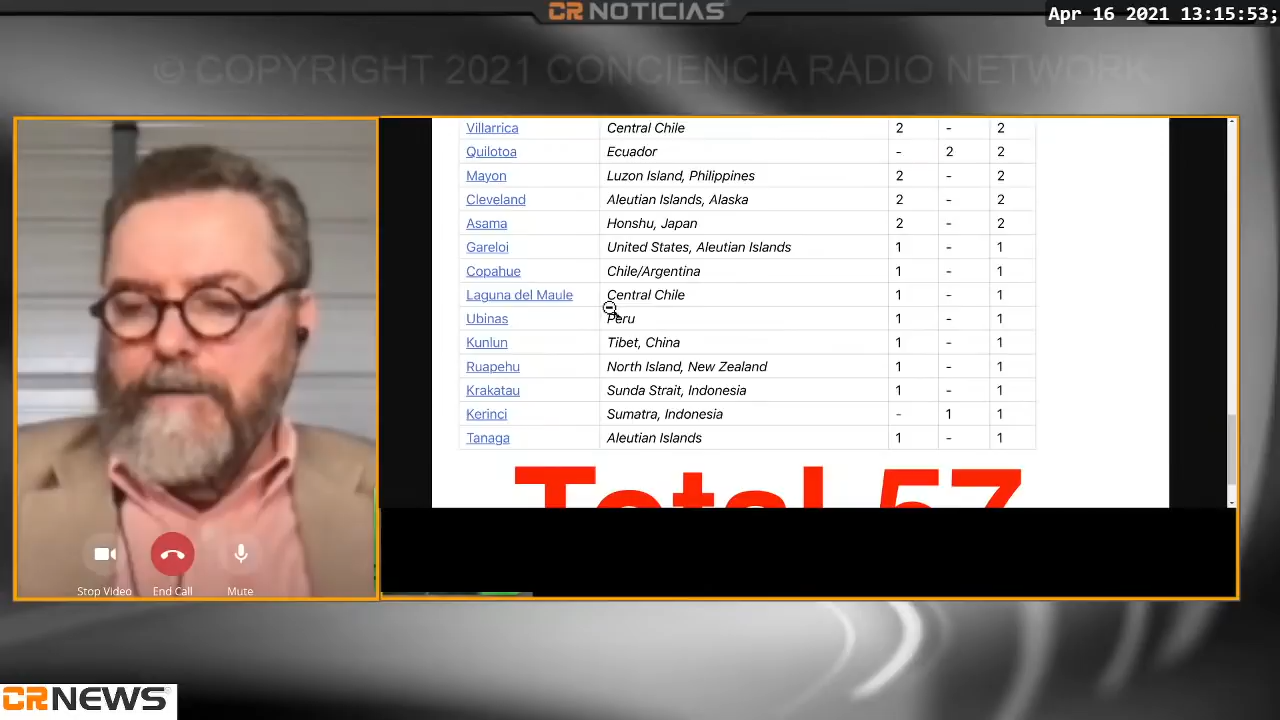 CR NOTICIAS
Apr 16 2021 13:15:53;
© COPYRIGHT 2021 CONCIENCIA RADIO NETWORK
Villarrica Central Chile 2 - 2
Quilotoa Ecuador - 2 2
Mayon Luzon Island, Philippines 2 - 2
Cleveland Aleutian Islands, Alaska 2 - 2
Asama Honshu, Japan 2 - 2
Gareloi United States, Aleutian Islands 1 - 1
Copahue Chile/Argentina 1 - 1
Laguna del Maule Central Chile 1 - 1
Ubinas Peru 1 - 1
Kunlun Tibet, China 1 - 1
Ruapehu North Island, New Zealand 1 - 1
Krakatau Sunda Strait, Indonesia 1 - 1
Kerinci Sumatra, Indonesia - 1 1
Tanaga Aleutian Islands 1 - 1
Total 57
Stop Video End Call Mute
CRNEWS